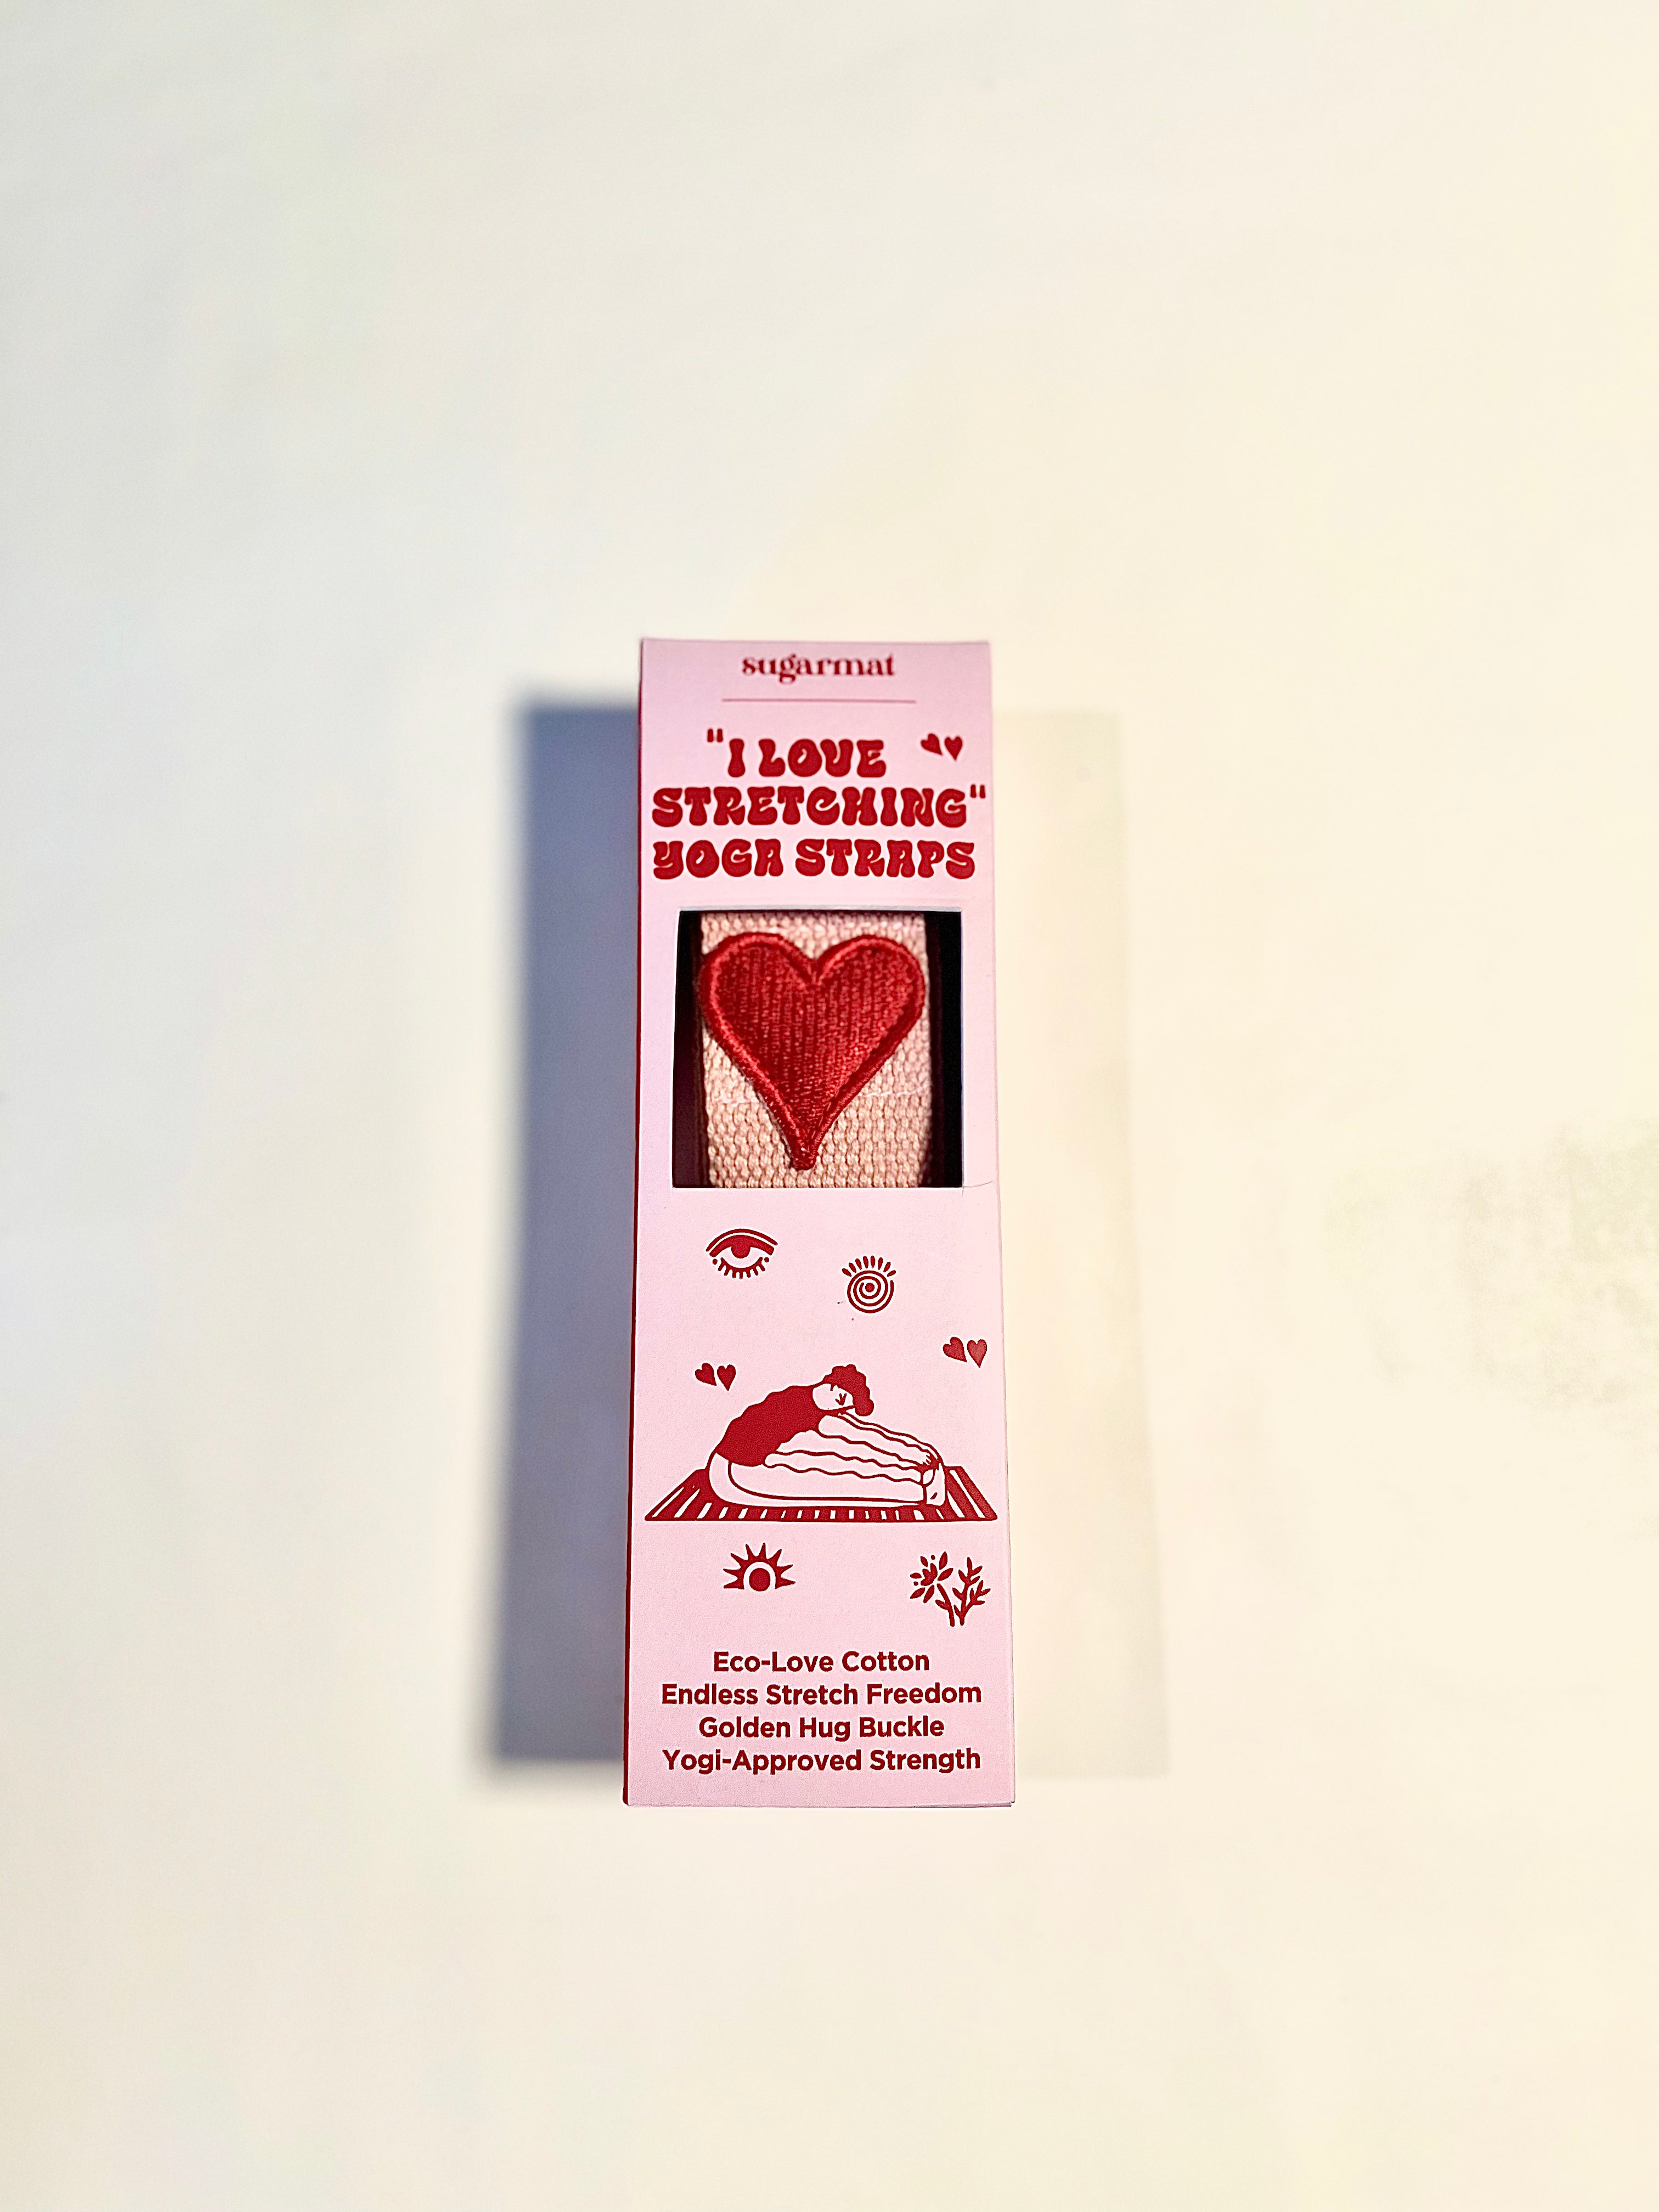 sugarmat
"I LOVE
STRETCHING"
YOGA STRAPS
Eco-Love Cotton
Endless Stretch Freedom
Golden Hug Buckle
Yogi-Approved Strength